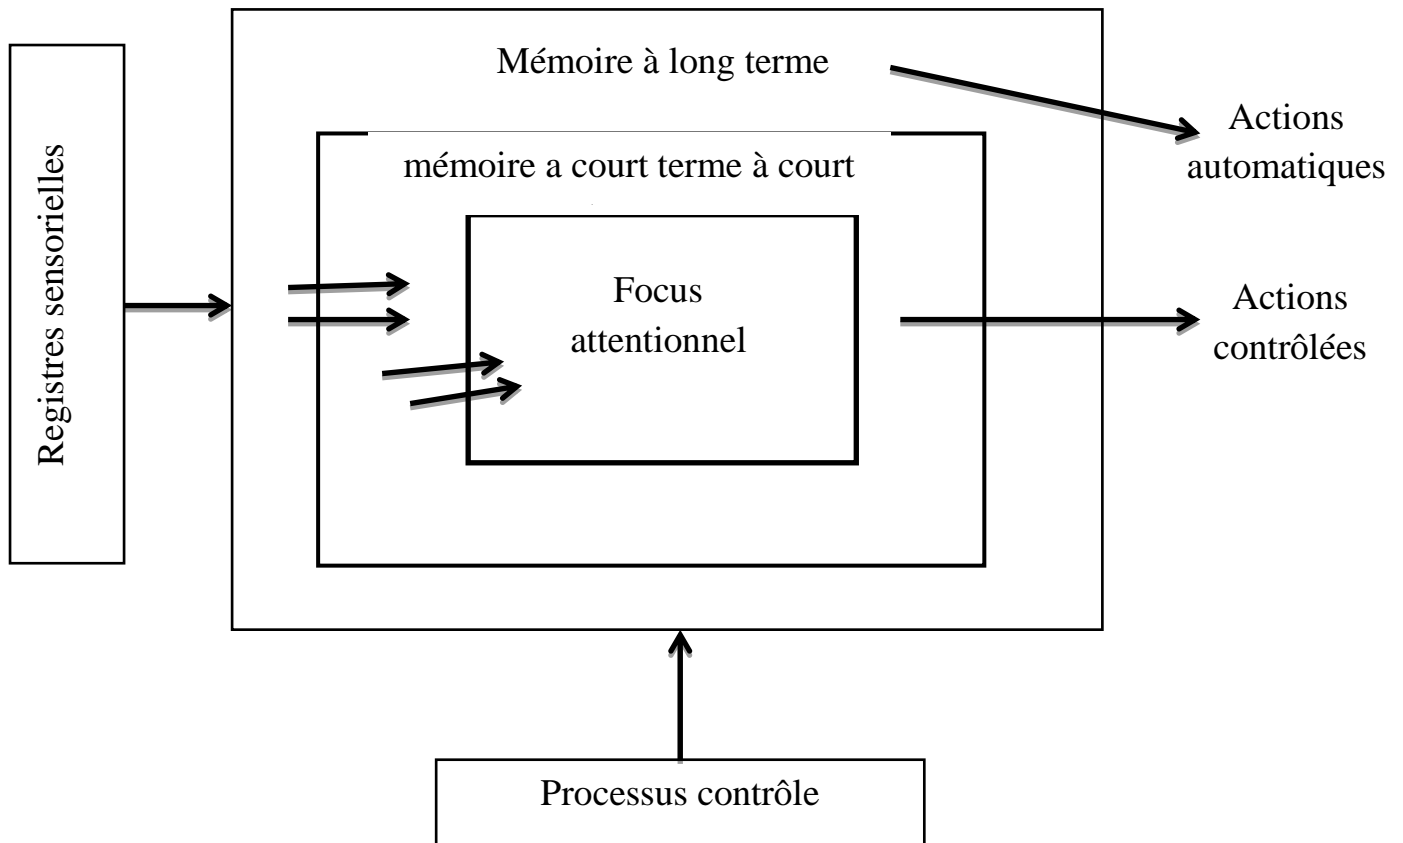 Mémoire à long terme
Actions
automatiques
mémoire a court terme à court
Registres sensorielles
Focus
attentionnel
Actions
contrôlées
Processus contrôle